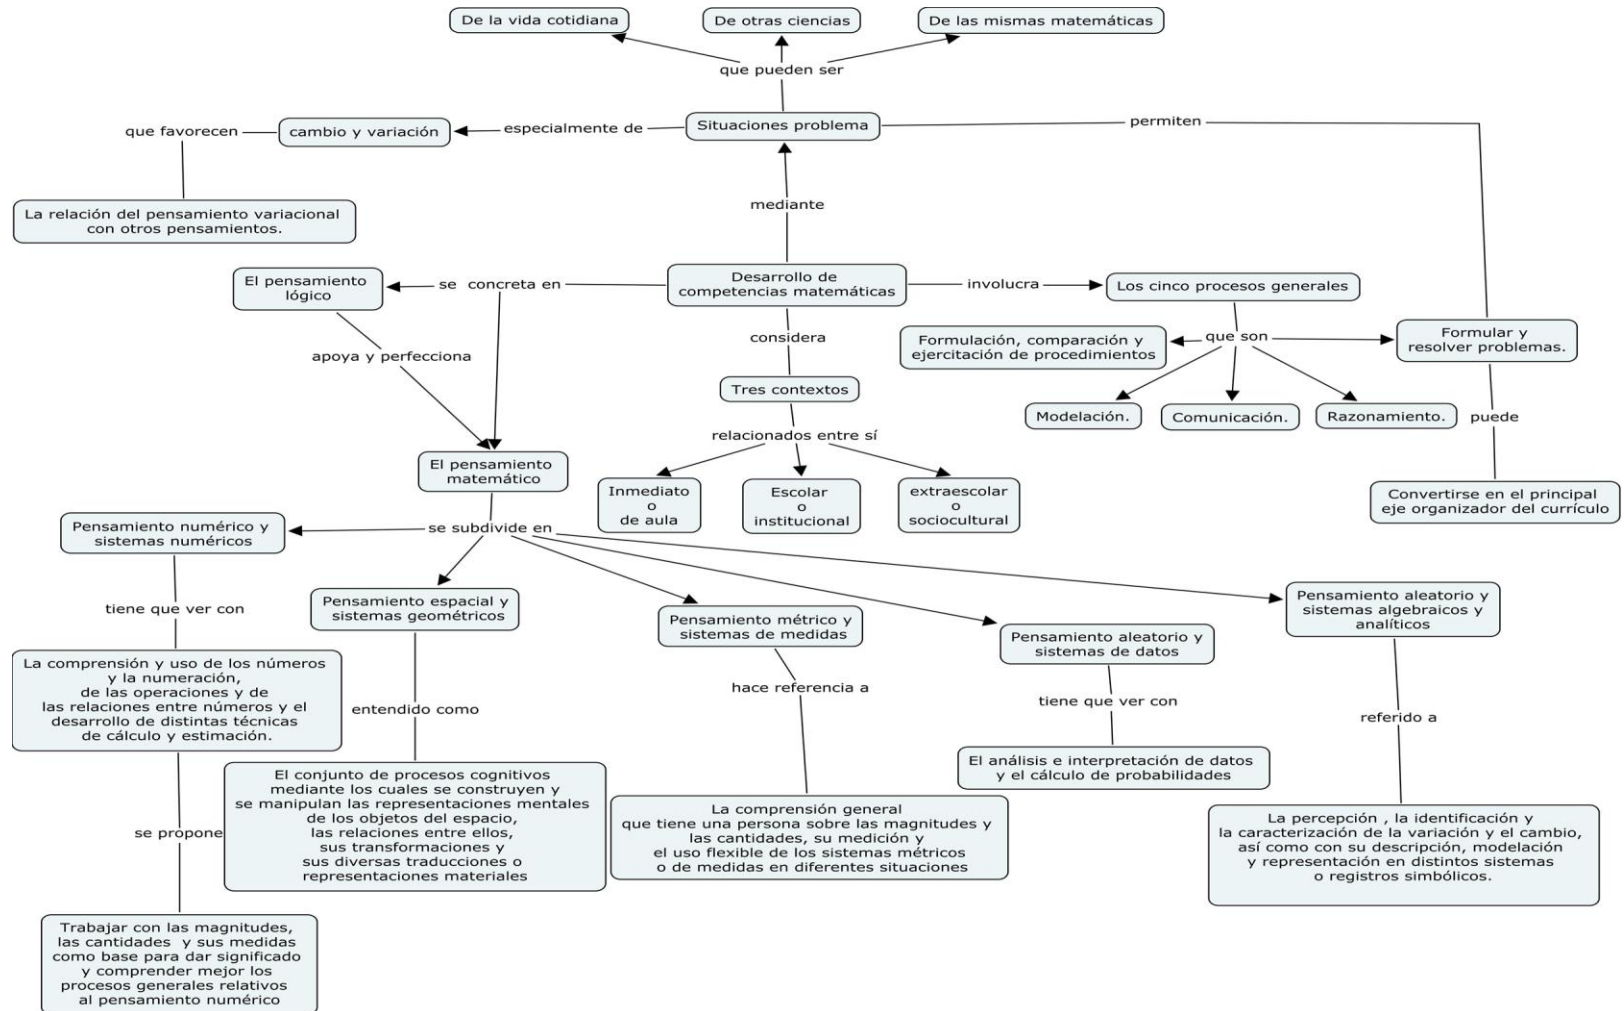 De la vida cotidiana
De otras ciencias
De las mismas matemáticas
que pueden ser
que favorecen
cambio y variación
especialmente de
Situaciones problema
permiten
La relación del pensamiento variacional
con otros pensamientos.
mediante
El pensamiento
lógico
se concreta en
Desarrollo de
competencias matemáticas
involucra
Los cinco procesos generales
apoya y perfecciona
considera
Formulación, comparación y
ejercitación de procedimientos
que son
Formular y
resolver problemas.
Tres contextos
Modelación.
Comunicación.
Razonamiento.
puede
relacionados entre sí
El pensamiento
matemático
Inmediato
o
de aula
Escolar
o
institucional
extraescolar
o
sociocultural
Convertirse en el principal
eje organizador del currículo
Pensamiento numérico y
sistemas numéricos
se subdivide en
tiene que ver con
Pensamiento espacial y
sistemas geométricos
Pensamiento métrico y
sistemas de medidas
Pensamiento aleatorio y
sistemas de datos
Pensamiento aleatorio y
sistemas algebraicos y
analíticos
La comprensión y uso de los números
y la numeración,
de las operaciones y de
las relaciones entre números y el
desarrollo de distintas técnicas
de cálculo y estimación.
entendido como
hace referencia a
tiene que ver con
referido a
El conjunto de procesos cognitivos
mediante los cuales se construyen y
se manipulan las representaciones mentales
de los objetos del espacio,
las relaciones entre ellos,
sus transformaciones y
sus diversas traducciones o
representaciones materiales
La comprensión general
que tiene una persona sobre las magnitudes y
las cantidades, su medición y
el uso flexible de los sistemas métricos
o de medidas en diferentes situaciones
El análisis e interpretación de datos
y el cálculo de probabilidades
La percepción , la identificación y
la caracterización de la variación y el cambio,
así como con su descripción, modelación
y representación en distintos sistemas
o registros simbólicos.
se propone
Trabajar con las magnitudes,
las cantidades y sus medidas
como base para dar significado
y comprender mejor los
procesos generales relativos
al pensamiento numérico